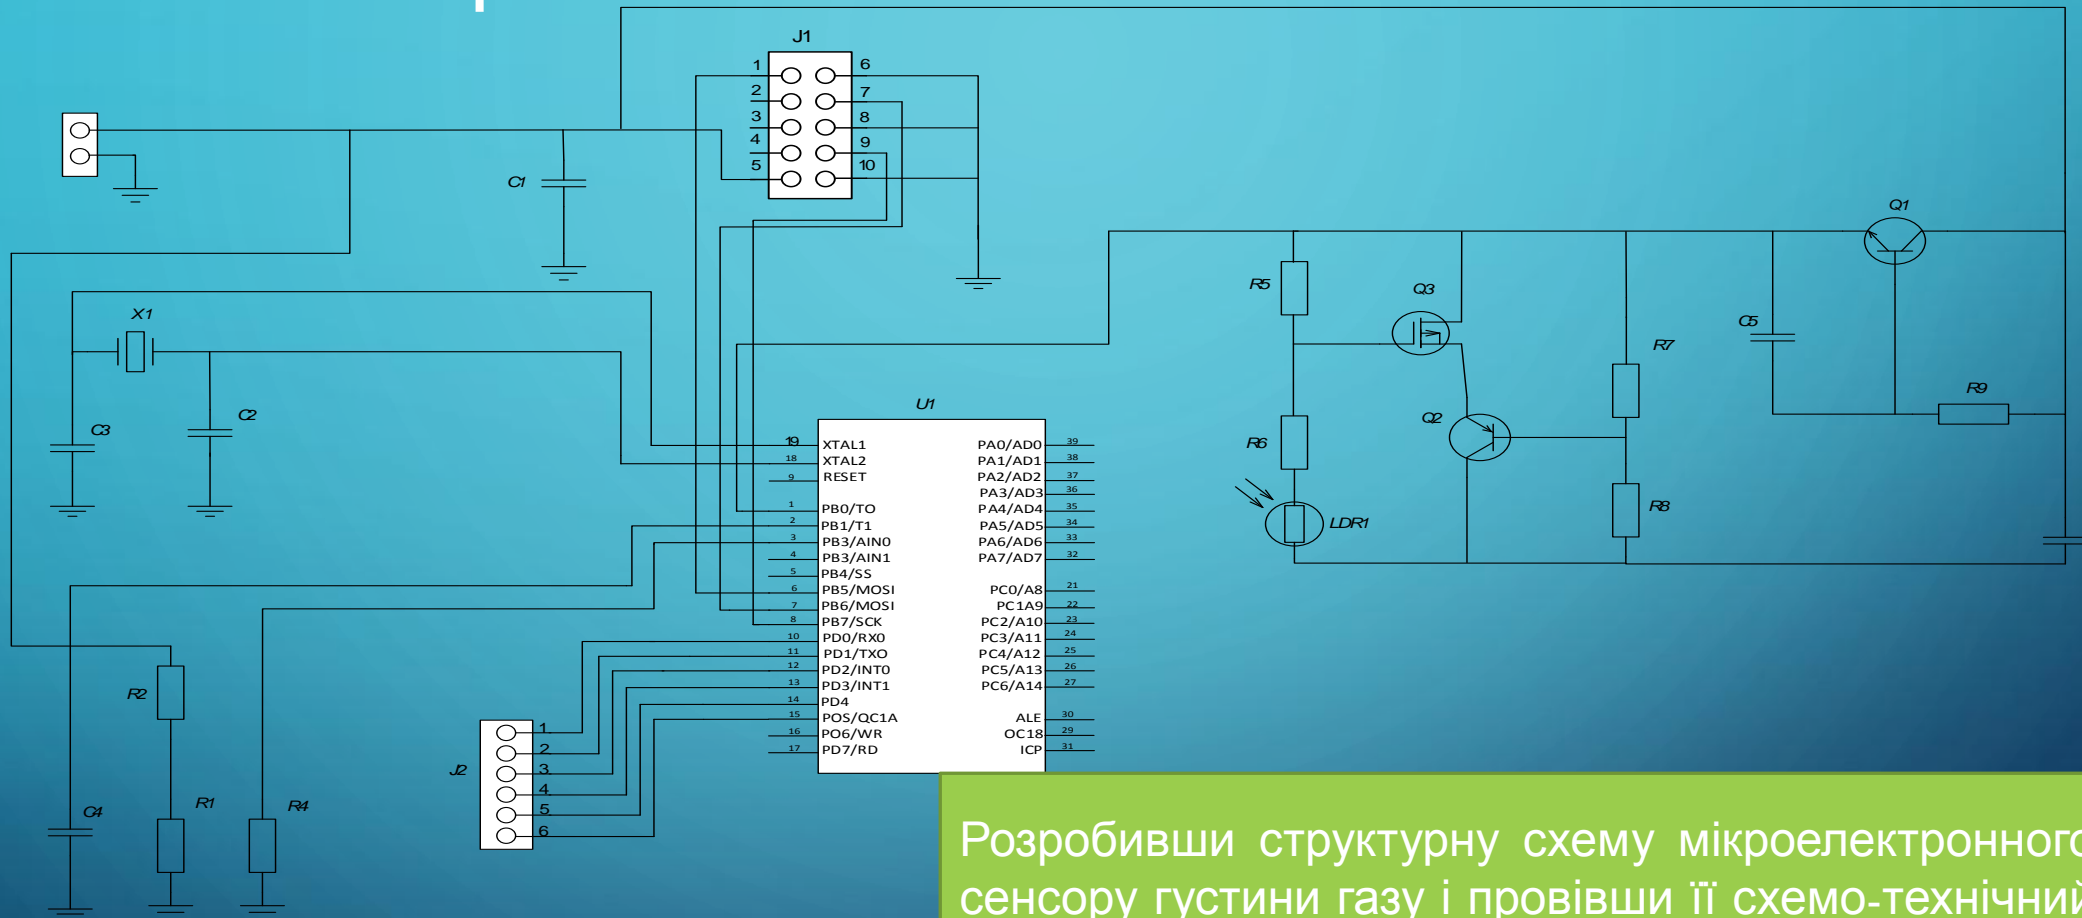 J1
1
2
3
4
5
6
7
8
9
10
C1
X1
C3
C2
Q1
R5
Q3
C5
R7
R9
Q2
R6
R8
LDR1
U1
19 XTAL1
18 XTAL2
9 RESET
1 PB0/TO
2 PB1/T1
3 PB3/AIN0
4 PB3/AIN1
5 PB4/SS
6 PB5/MOSI
7 PB6/MOSI
8 PB7/SCK
10 PD0/RX0
11 PD1/TXO
12 PD2/INT0
13 PD3/INT1
14 PD4
15 POS/QC1A
16 PO6/WR
17 PD7/RD
PA0/AD0 39
PA1/AD1 38
PA2/AD2 37
PA3/AD3 36
PA4/AD4 35
PA5/AD5 34
PA6/AD6 33
PA7/AD7 32
PC0/A8 21
PC1A9 22
PC2/A10 23
PC3/A11 24
PC4/A12 25
PC5/A13 26
PC6/A14 27
ALE 30
OC18 29
ICP 31
R2
R1
R4
C4
J2
1
2
3
4
5
6
Розробивши структурну схему мікроелектронного
сенсору густини газу і провівши її схемо-технічний